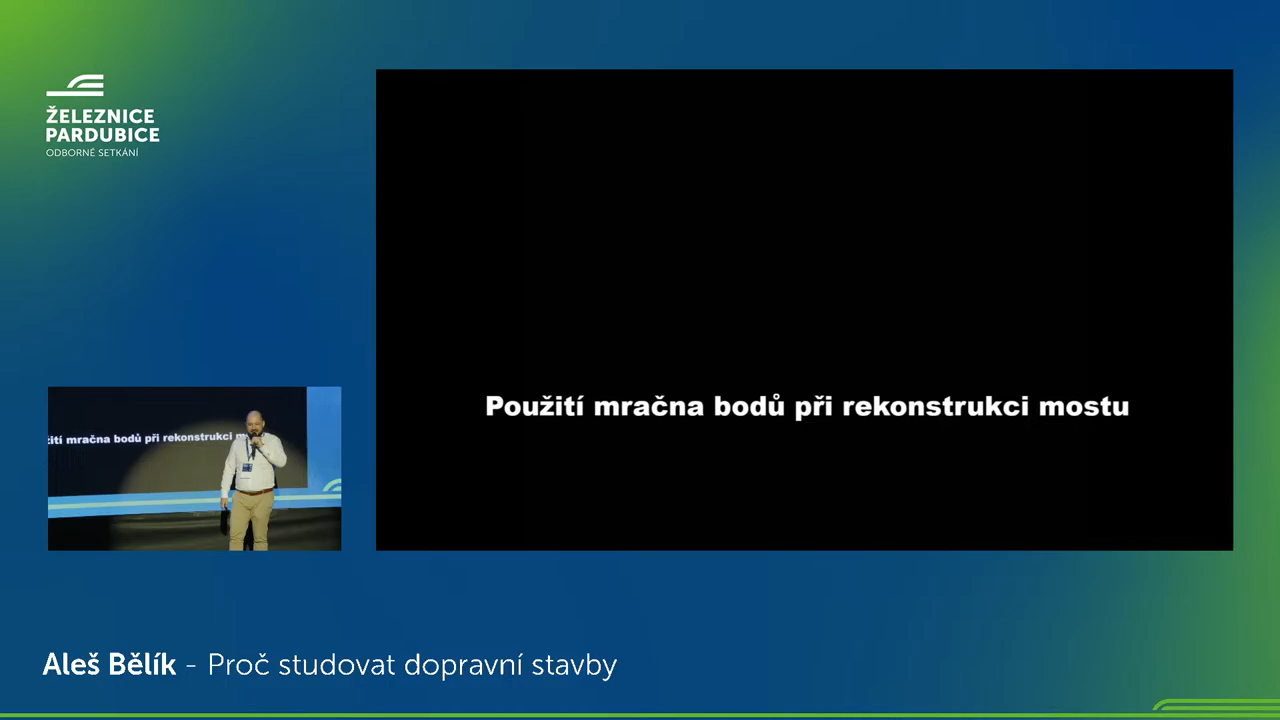 ŽELEZNICE
PARDUBICE
ODBORNÉ SETKÁNÍ
Použití mračna bodů při rekonstrukci mostu
mračna bodů při rekonstrukci
Aleš Bělík - Proč studovat dopravní stavby